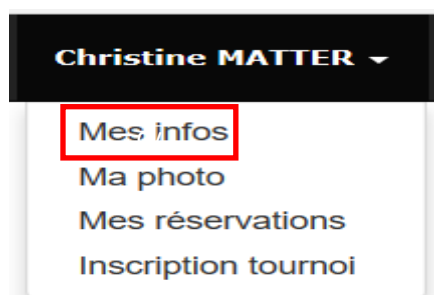 Christine MATTER
Mes infos
Ma photo
Mes réservations
Inscription tournoi